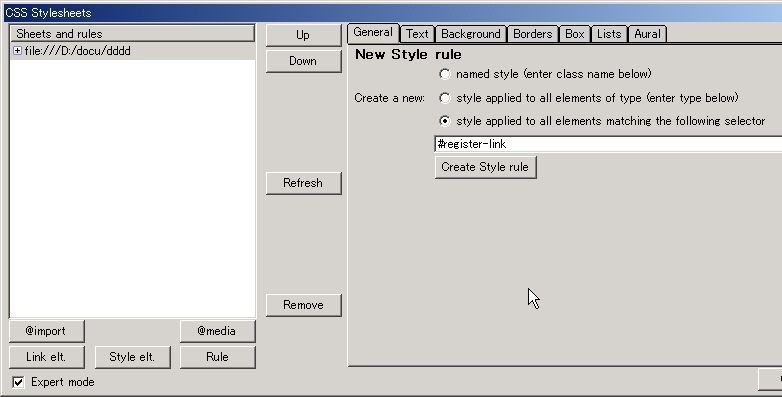 CSS Stylesheets
Sheets and rules
file:///D:/docu/dddd
Up
Down
Refresh
Remove
@import
@media
Link elt.
Style elt.
Rule
Expert mode
General Text Background Borders Box Lists Aural
New Style rule
named style (enter class name below)
Create a new: style applied to all elements of type (enter type below)
style applied to all elements matching the following selector
#register-link
Create Style rule